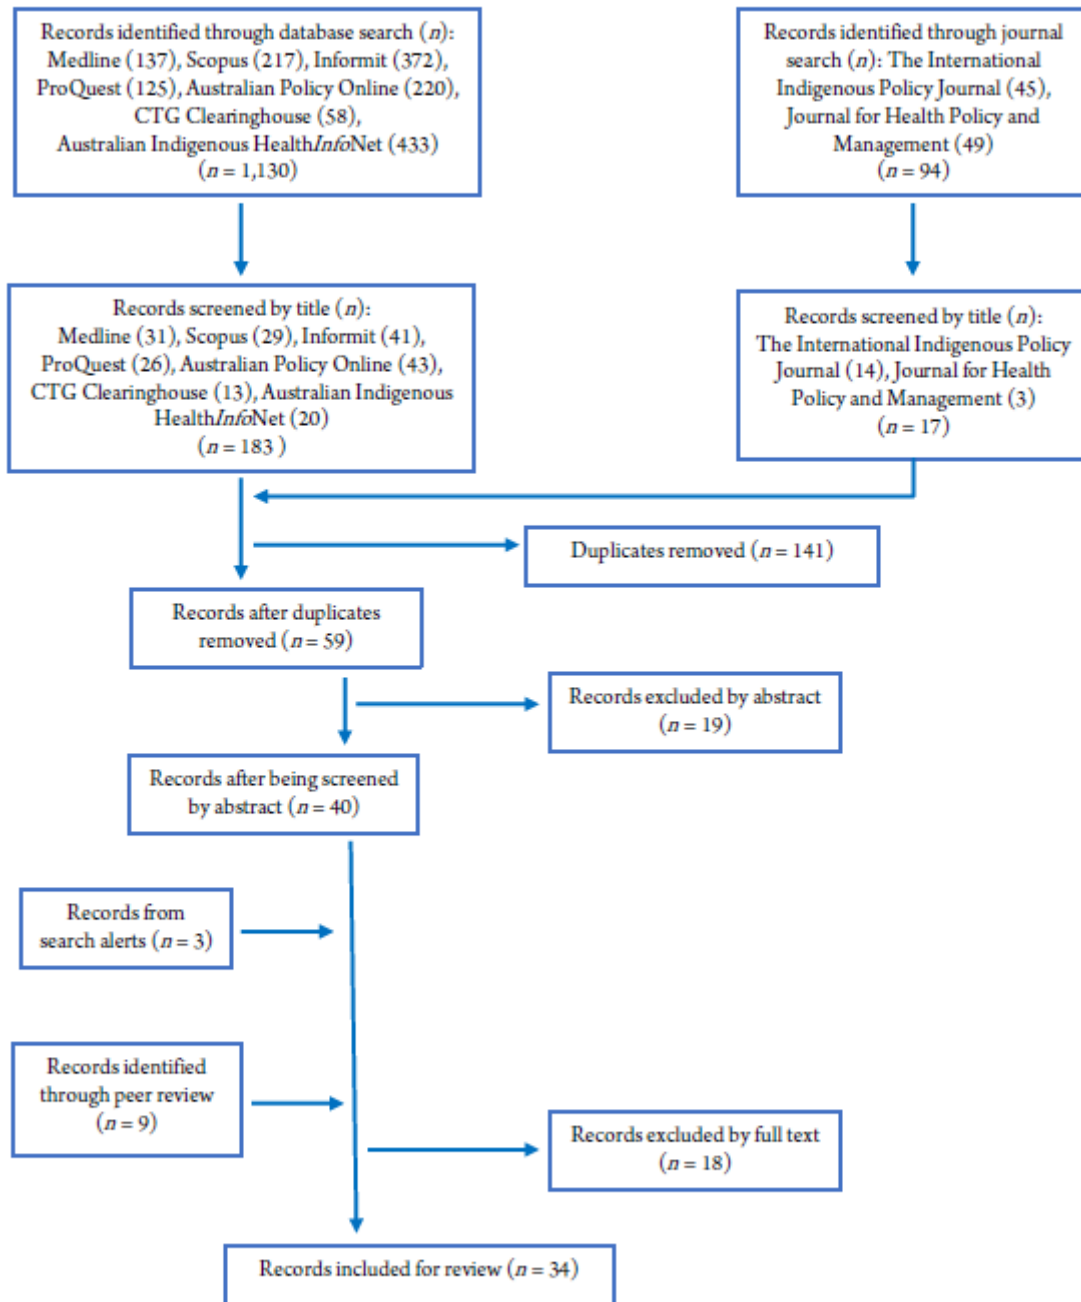 Records identified through database search (n):
Medline (137), Scopus (217), Informit (372),
ProQuest (125), Australian Policy Online (220),
CTG Clearinghouse (58),
Australian Indigenous HealthInfoNet (433)
(n = 1,130)
Records identified through journal
search (n): The International
Indigenous Policy Journal (45),
Journal for Health Policy and
Management (49)
(n = 94)
Records screened by title (n):
Medline (31), Scopus (29), Informit (41),
ProQuest (26), Australian Policy Online (43),
CTG Clearinghouse (13), Australian Indigenous
HealthInfoNet (20)
(n = 183 )
Records screened by title (n):
The International Indigenous Policy
Journal (14), Journal for Health
Policy and Management (3)
(n = 17)
Duplicates removed (n = 141)
Records after duplicates
removed (n = 59)
Records excluded by abstract
(n = 19)
Records after being screened
by abstract (n = 40)
Records from
search alerts (n = 3)
Records identified
through peer review
(n = 9)
Records excluded by full text
(n = 18)
Records included for review (n = 34)